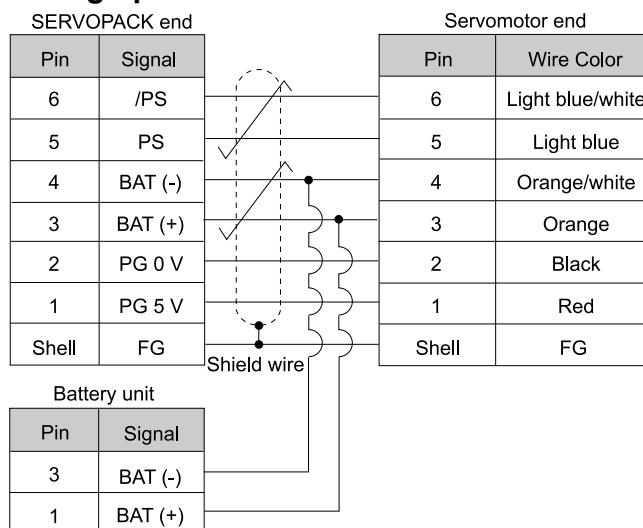 SERVOPACK end
Servomotor end
Pin Signal
Pin Wire Color
6 /PS
6 Light blue/white
5 PS
5 Light blue
4 BAT (-)
4 Orange/white
3 BAT (+)
3 Orange
2 PG 0 V
2 Black
1 PG 5 V
1 Red
Shell FG
Shell FG
Shield wire
Battery unit
Pin Signal
3 BAT (-)
1 BAT (+)